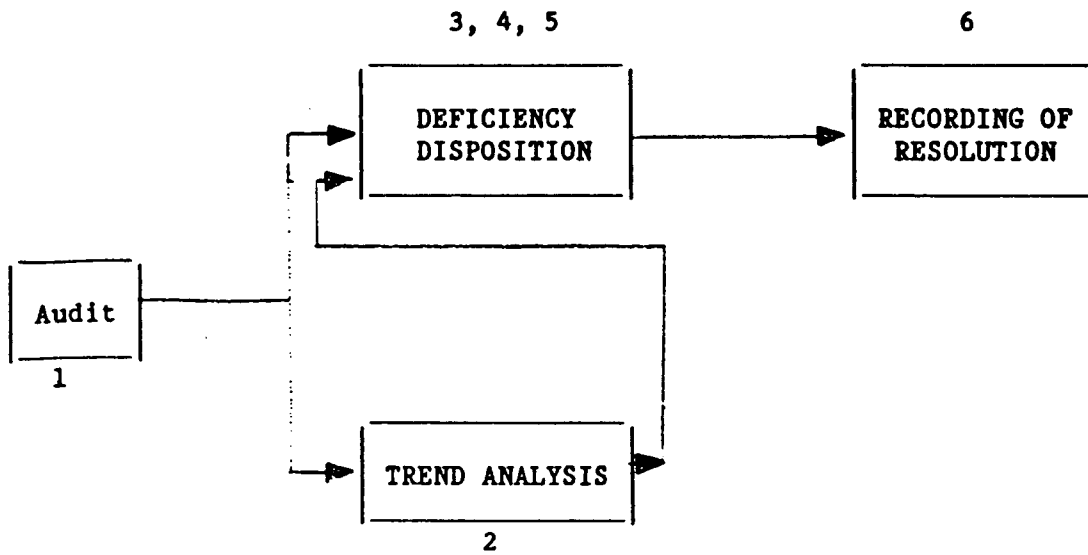 3, 4, 5
6
DEFICIENCY
DISPOSITION
RECORDING OF
RESOLUTION
Audit
1
TREND ANALYSIS
2